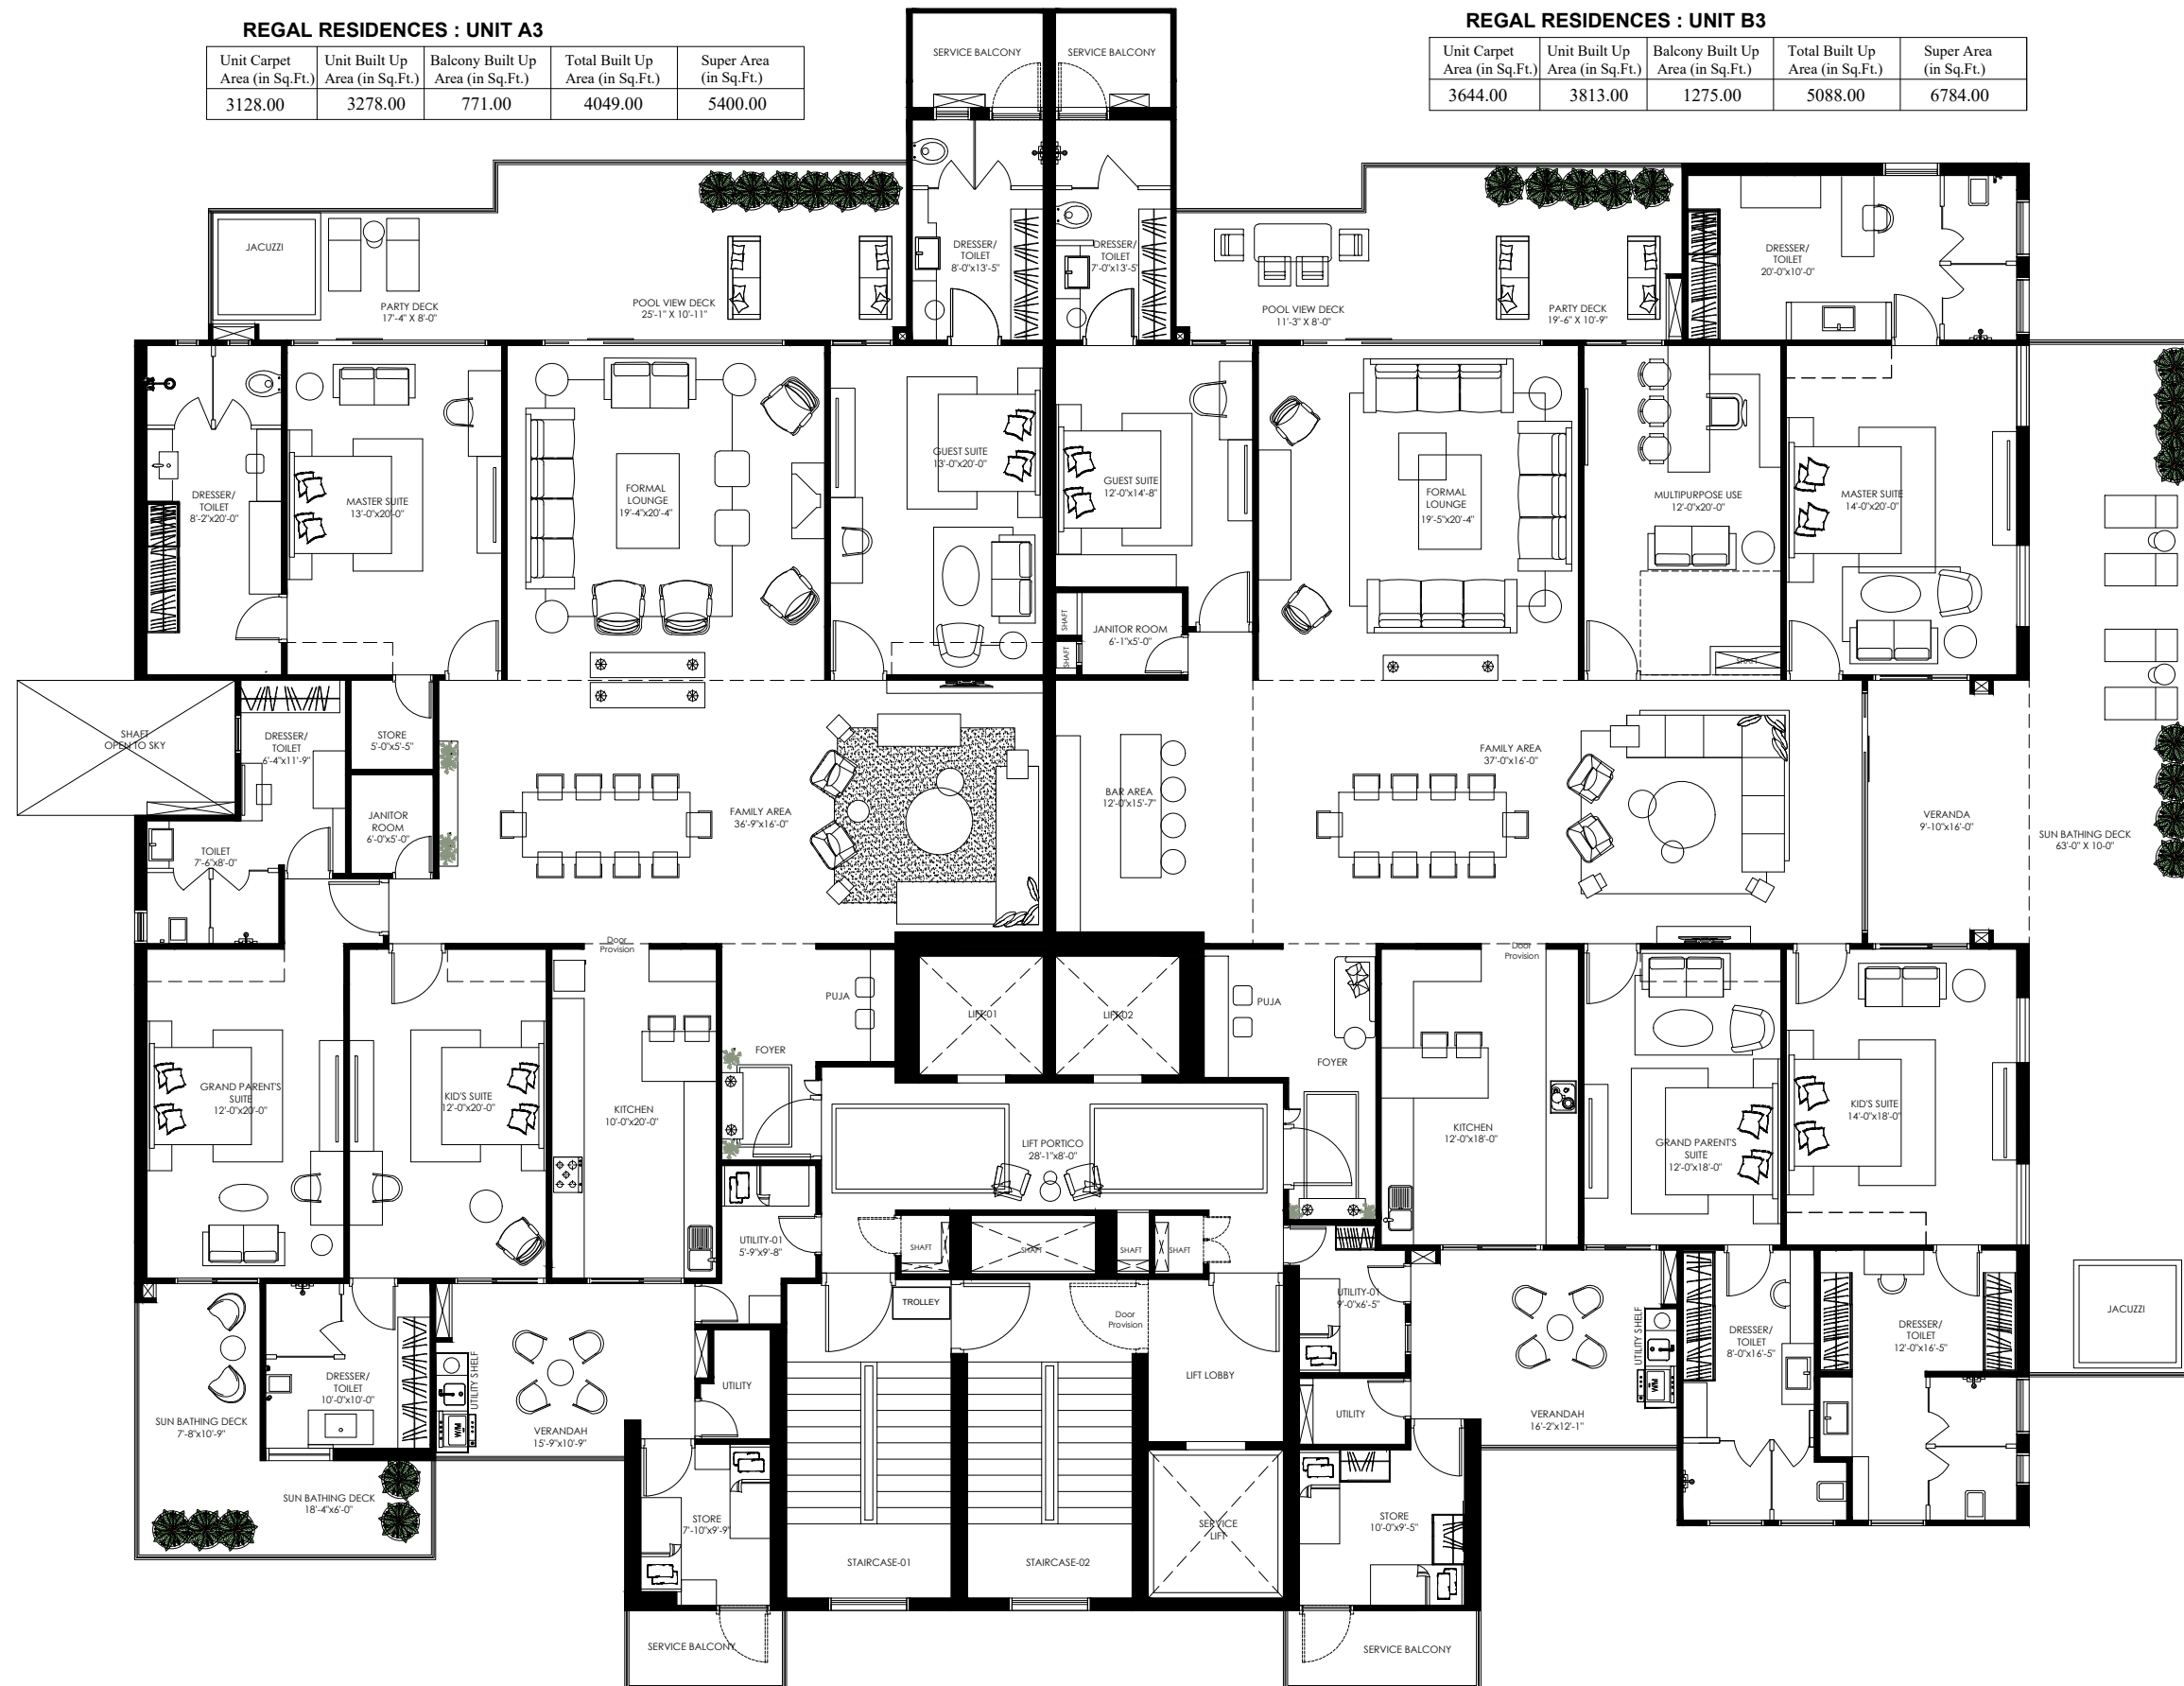 REGAL RESIDENCES : UNIT A3
Unit Carpet Area (in Sq.Ft.)
Unit Built Up Area (in Sq.Ft.)
Balcony Built Up Area (in Sq.Ft.)
Total Built Up Area (in Sq.Ft.)
Super Area (in Sq.Ft.)
3128.00 3278.00 771.00 4049.00 5400.00
REGAL RESIDENCES : UNIT B3
Unit Carpet Area (in Sq.Ft.)
Unit Built Up Area (in Sq.Ft.)
Balcony Built Up Area (in Sq.Ft.)
Total Built Up Area (in Sq.Ft.)
Super Area (in Sq.Ft.)
3644.00 3813.00 1275.00 5088.00 6784.00
SERVICE BALCONY
SERVICE BALCONY
JACUZZI
PARTY DECK
17'-4" X 8'-0"
POOL VIEW DECK
25'-1" X 10'-11"
DRESSER/
TOILET
8'-0"x13'-5"
DRESSER/
TOILET
7'-0"x13'-5"
POOL VIEW DECK
11'-3" X 8'-0"
PARTY DECK
19'-6" X 10'-9"
DRESSER/
TOILET
20'-0"x10'-0"
DRESSER/
TOILET
8'-2"x20'-0"
MASTER SUITE
13'-0"x20'-0"
FORMAL
LOUNGE
19'-4"x20'-4"
GUEST SUITE
13'-0"x20'-0"
GUEST SUITE
12'-0"x14'-8"
FORMAL
LOUNGE
19'-5"x20'-4"
MULTIPURPOSE USE
12'-0"x20'-0"
MASTER SUITE
14'-0"x20'-0"
SHAFT
SHAFT
JANITOR ROOM
6'-1"x5'-0"
SHAFT
SHAFT
OPEN TO SKY
DRESSER/
TOILET
6'-4"x11'-9"
STORE
5'-0"x5'-5"
JANITOR
ROOM
6'-0"x5'-0"
TOILET
7'-6"x8'-0"
FAMILY AREA
36'-9"x16'-0"
BAR AREA
12'-0"x15'-7"
FAMILY AREA
37'-0"x16'-0"
VERANDA
9'-10"x16'-0"
SUN BATHING DECK
63'-0" X 10-0"
Door
Provision
Door
Provision
PUJA
LIFT-01
LIFT-02
PUJA
FOYER
FOYER
GRAND PARENT'S
SUITE
12'-0"x20'-0"
KID'S SUITE
12'-0"x20'-0"
KITCHEN
10'-0"x20'-0"
LIFT PORTICO
28'-1"x8'-0"
KITCHEN
12'-0"x18'-0"
GRAND PARENT'S
SUITE
12'-0"x18'-0"
KID'S SUITE
14'-0"x18'-0"
UTILITY-01
5'-9"x9'-8"
SHAFT
SHAFT
SHAFT
SHAFT
TROLLEY
Door
Provision
UTILITY-01
9'-0"x6'-5"
JACUZZI
DRESSER/
TOILET
10'-0"x10'-0"
UTILITY SHELF
WM
UTILITY
LIFT LOBBY
UTILITY
UTILITY SHELF
WM
DRESSER/
TOILET
8'-0"x16'-5"
DRESSER/
TOILET
12'-0"x16'-5"
SUN BATHING DECK
7'-8"x10'-9"
VERANDAH
15'-9"x10'-9"
VERANDAH
16'-2"x12'-1"
SUN BATHING DECK
18'-4"x6'-0"
STORE
7'-10"x9'-9"
SERVICE
LIFT
STORE
10'-0"x9'-5"
STAIRCASE-01
STAIRCASE-02
SERVICE BALCONY
SERVICE BALCONY